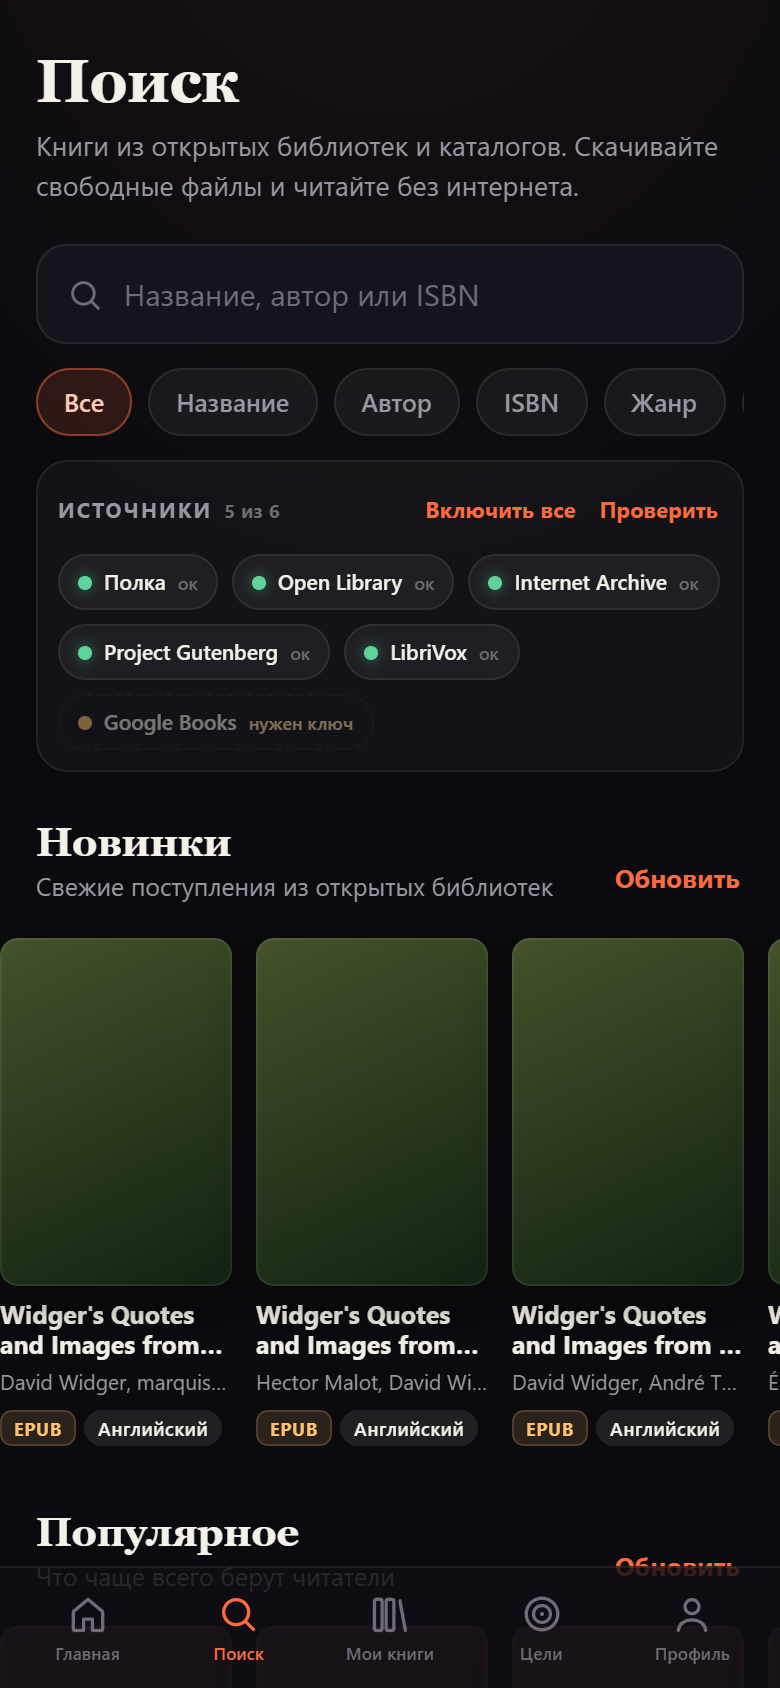 Поиск
Книги из открытых библиотек и каталогов. Скачивайте
свободные файлы и читайте без интернета.
Название, автор или ISBN
Все Название Автор ISBN Жанр
ИСТОЧНИКИ 5 из 6 Включить все Проверить
Полка ок Open Library ок Internet Archive ок
Project Gutenberg ок LibriVox ок
Google Books нужен ключ
Новинки
Свежие поступления из открытых библиотек Обновить
Widger's Quotes Widger's Quotes Widger's Quotes
and Images from... and Images from... and Images from ...
David Widger, marquis... Hector Malot, David Wi... David Widger, André T...
EPUB Английский EPUB Английский EPUB Английский
Популярное
Что чаще всего берут читатели Обновить
Главная Поиск Мои книги Цели Профиль